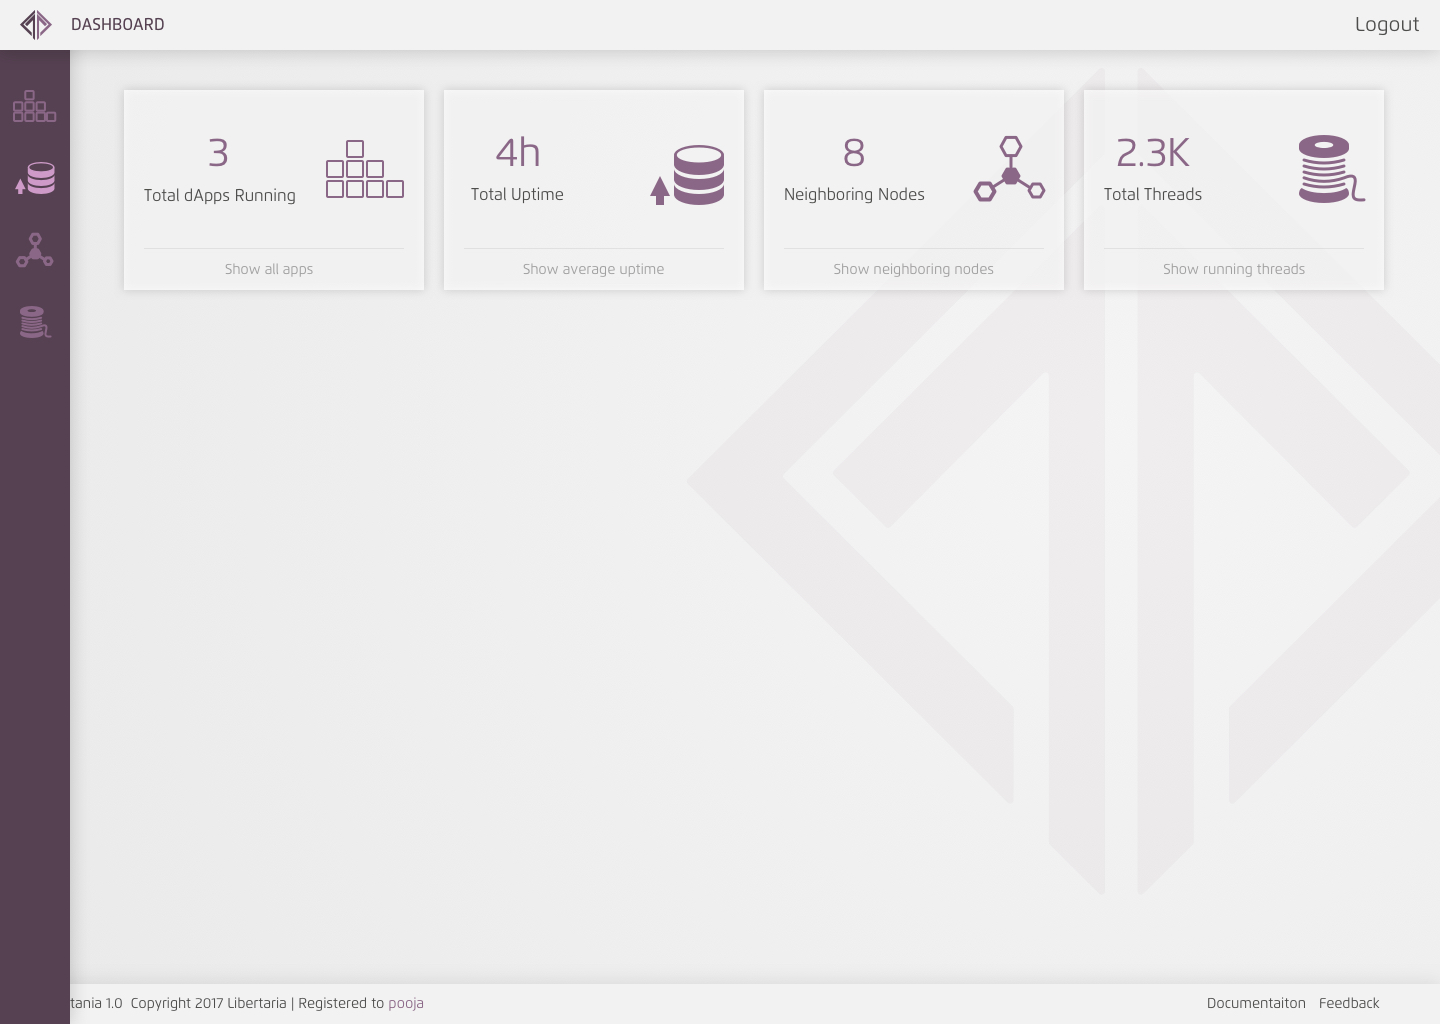 DASHBOARD
Logout
3
Total dApps Running
Show all apps
4h
Total Uptime
Show average uptime
8
Neighboring Nodes
Show neighboring nodes
2.3K
Total Threads
Show running threads
tania 1.0 Copyright 2017 Libertaria | Registered to pooja
Documentaiton Feedback